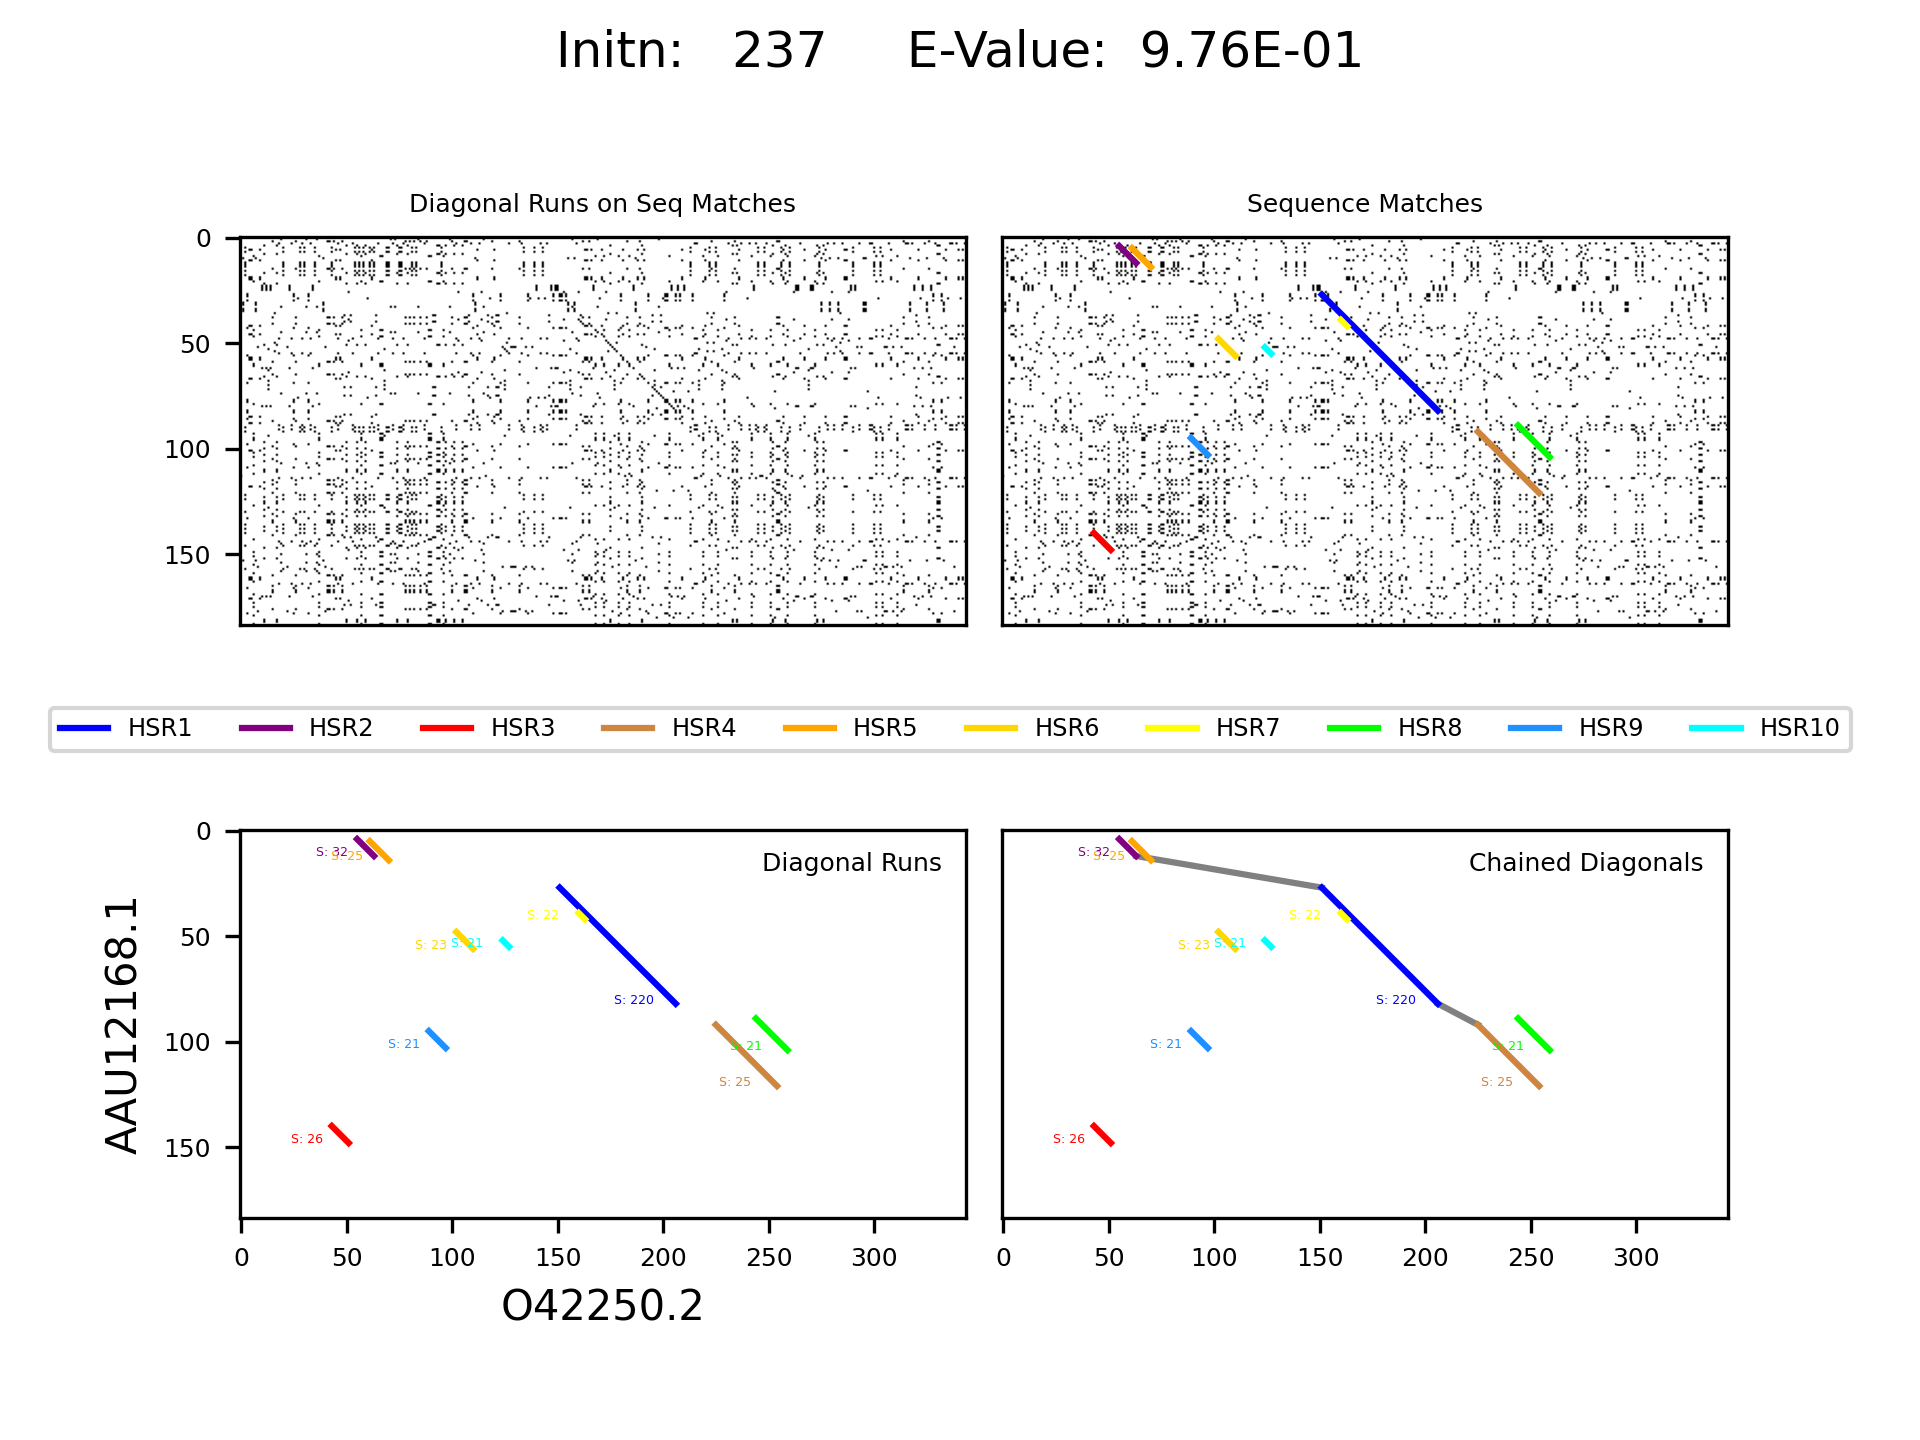 Initn: 237 E-Value: 9.76E-01
Diagonal Runs on Seq Matches
Sequence Matches
0
50
100
150
HSR1 HSR2 HSR3 HSR4 HSR5 HSR6 HSR7 HSR8 HSR9 HSR10
AAU12168.1
0
50
100
150
Diagonal Runs
S: 32
S: 25
S: 22
S: 23
S: 21
S: 220
S: 21
S: 21
S: 25
S: 26
0 50 100 150 200 250 300
O42250.2
Chained Diagonals
S: 32
S: 25
S: 22
S: 23
S: 21
S: 220
S: 21
S: 21
S: 25
S: 26
0 50 100 150 200 250 300